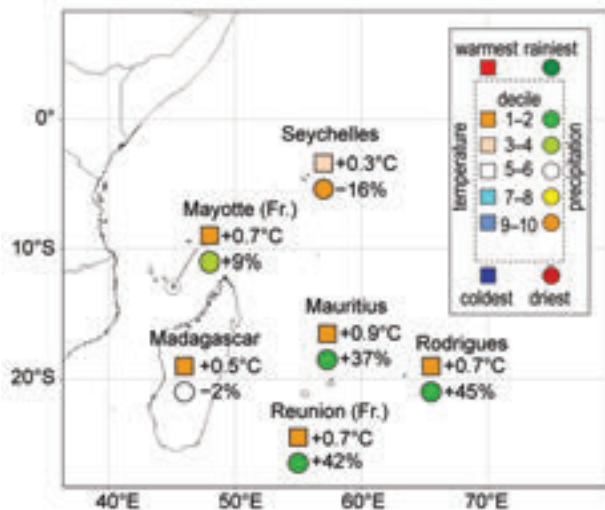 warmest rainiest
decile
1–2
3–4
5–6
7–8
9–10
temperature
precipitation
coldest driest
0°
10°S
20°S
Seychelles
+0.3°C
−16%
Mayotte (Fr.)
+0.7°C
+9%
Mauritius
+0.9°C
+37%
Madagascar
+0.5°C
−2%
Rodrigues
+0.7°C
+45%
Reunion (Fr.)
+0.7°C
+42%
40°E 50°E 60°E 70°E